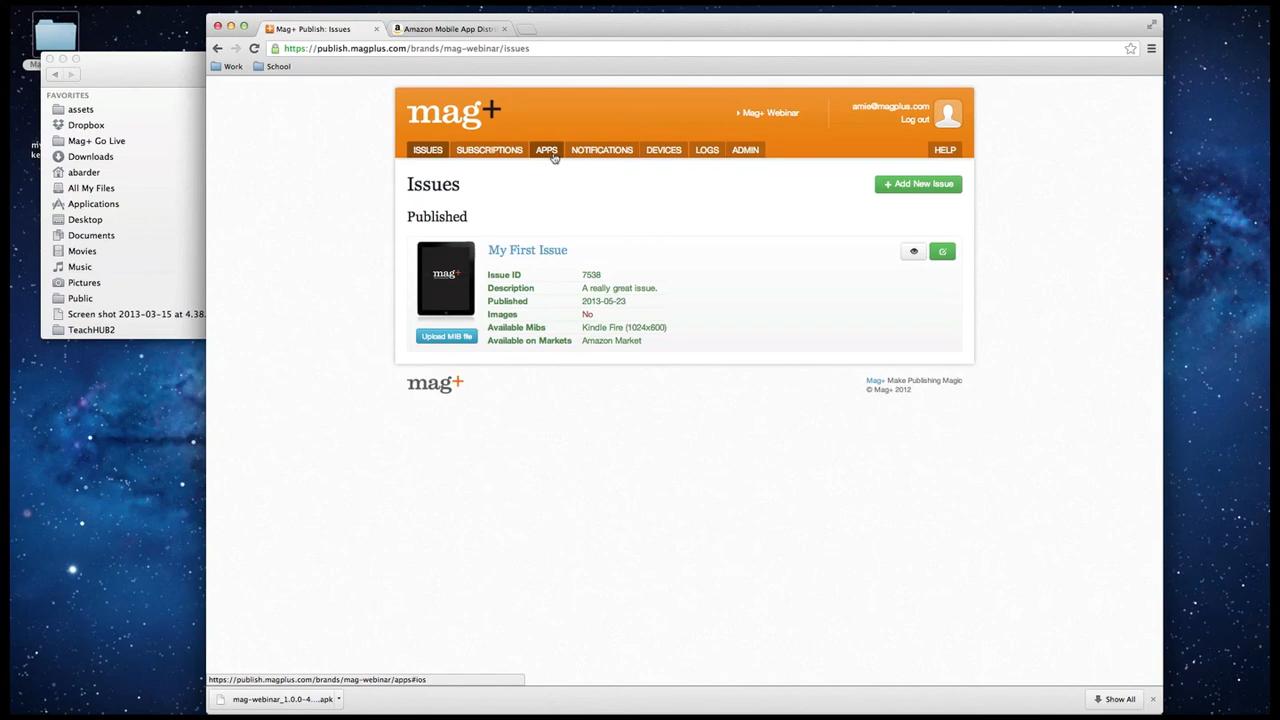 Mag+ Publish: Issues
Amazon Mobile App Distri
https://publish.magplus.com/brands/mag-webinar/issues
Work
School
FAVORITES
assets
Dropbox
Mag+ Go Live
Downloads
abarder
All My Files
Applications
Desktop
Documents
Movies
Music
Pictures
Public
Screen shot 2013-03-15 at 4.38.
TeachHUB2
mag+
Mag+ Webinar
amie@magplus.com
Log out
ISSUES
SUBSCRIPTIONS
APPS
NOTIFICATIONS
DEVICES
LOGS
ADMIN
HELP
Issues
+ Add New Issue
Published
mag+
My First Issue
Issue ID 7538
Description A really great issue.
Published 2013-05-23
Images No
Available Mibs Kindle Fire (1024x600)
Available on Markets Amazon Market
Upload MIB file
mag+
Mag+ Make Publishing Magic
© Mag+ 2012
https://publish.magplus.com/brands/mag-webinar/apps#ios
mag-webinar_1.0.0-4....apk
Show All